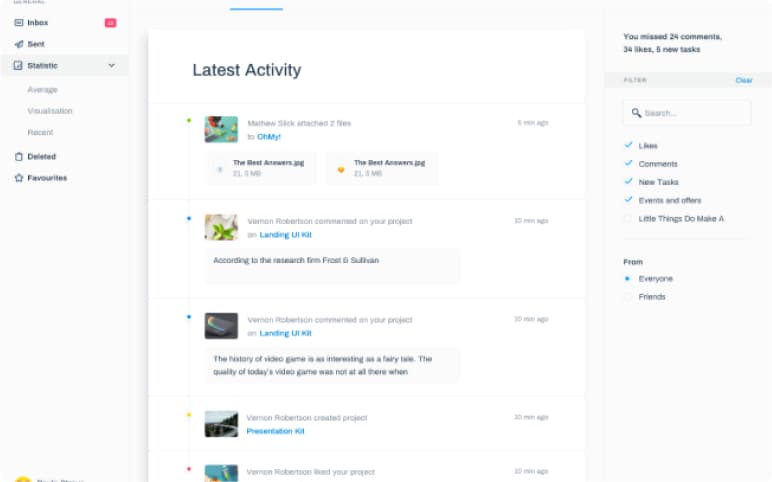 GENERAL
Inbox
Sent
Statistic
Average
Visualisation
Recent
Deleted
Favourites
Latest Activity
Mathew Slick attached 2 files
to OhMy!
5 min ago
The Best Answers.jpg
21, 5 MB
The Best Answers.jpg
21, 5 MB
Vernon Robertson commented on your project
on Landing UI Kit
10 min ago
According to the research firm Frost & Sullivan
Vernon Robertson commented on your project
on Landing UI Kit
10 min ago
The history of video game is as interesting as a fairy tale. The
quality of today's video game was not at all there when
Vernon Robertson created project
Presentation Kit
10 min ago
Vernon Robertson liked your project
10 min ago
You missed 24 comments,
34 likes, 5 new tasks
FILTER
Clear
Search...
Likes
Comments
New Tasks
Events and offers
Little Things Do Make A
From
Everyone
Friends